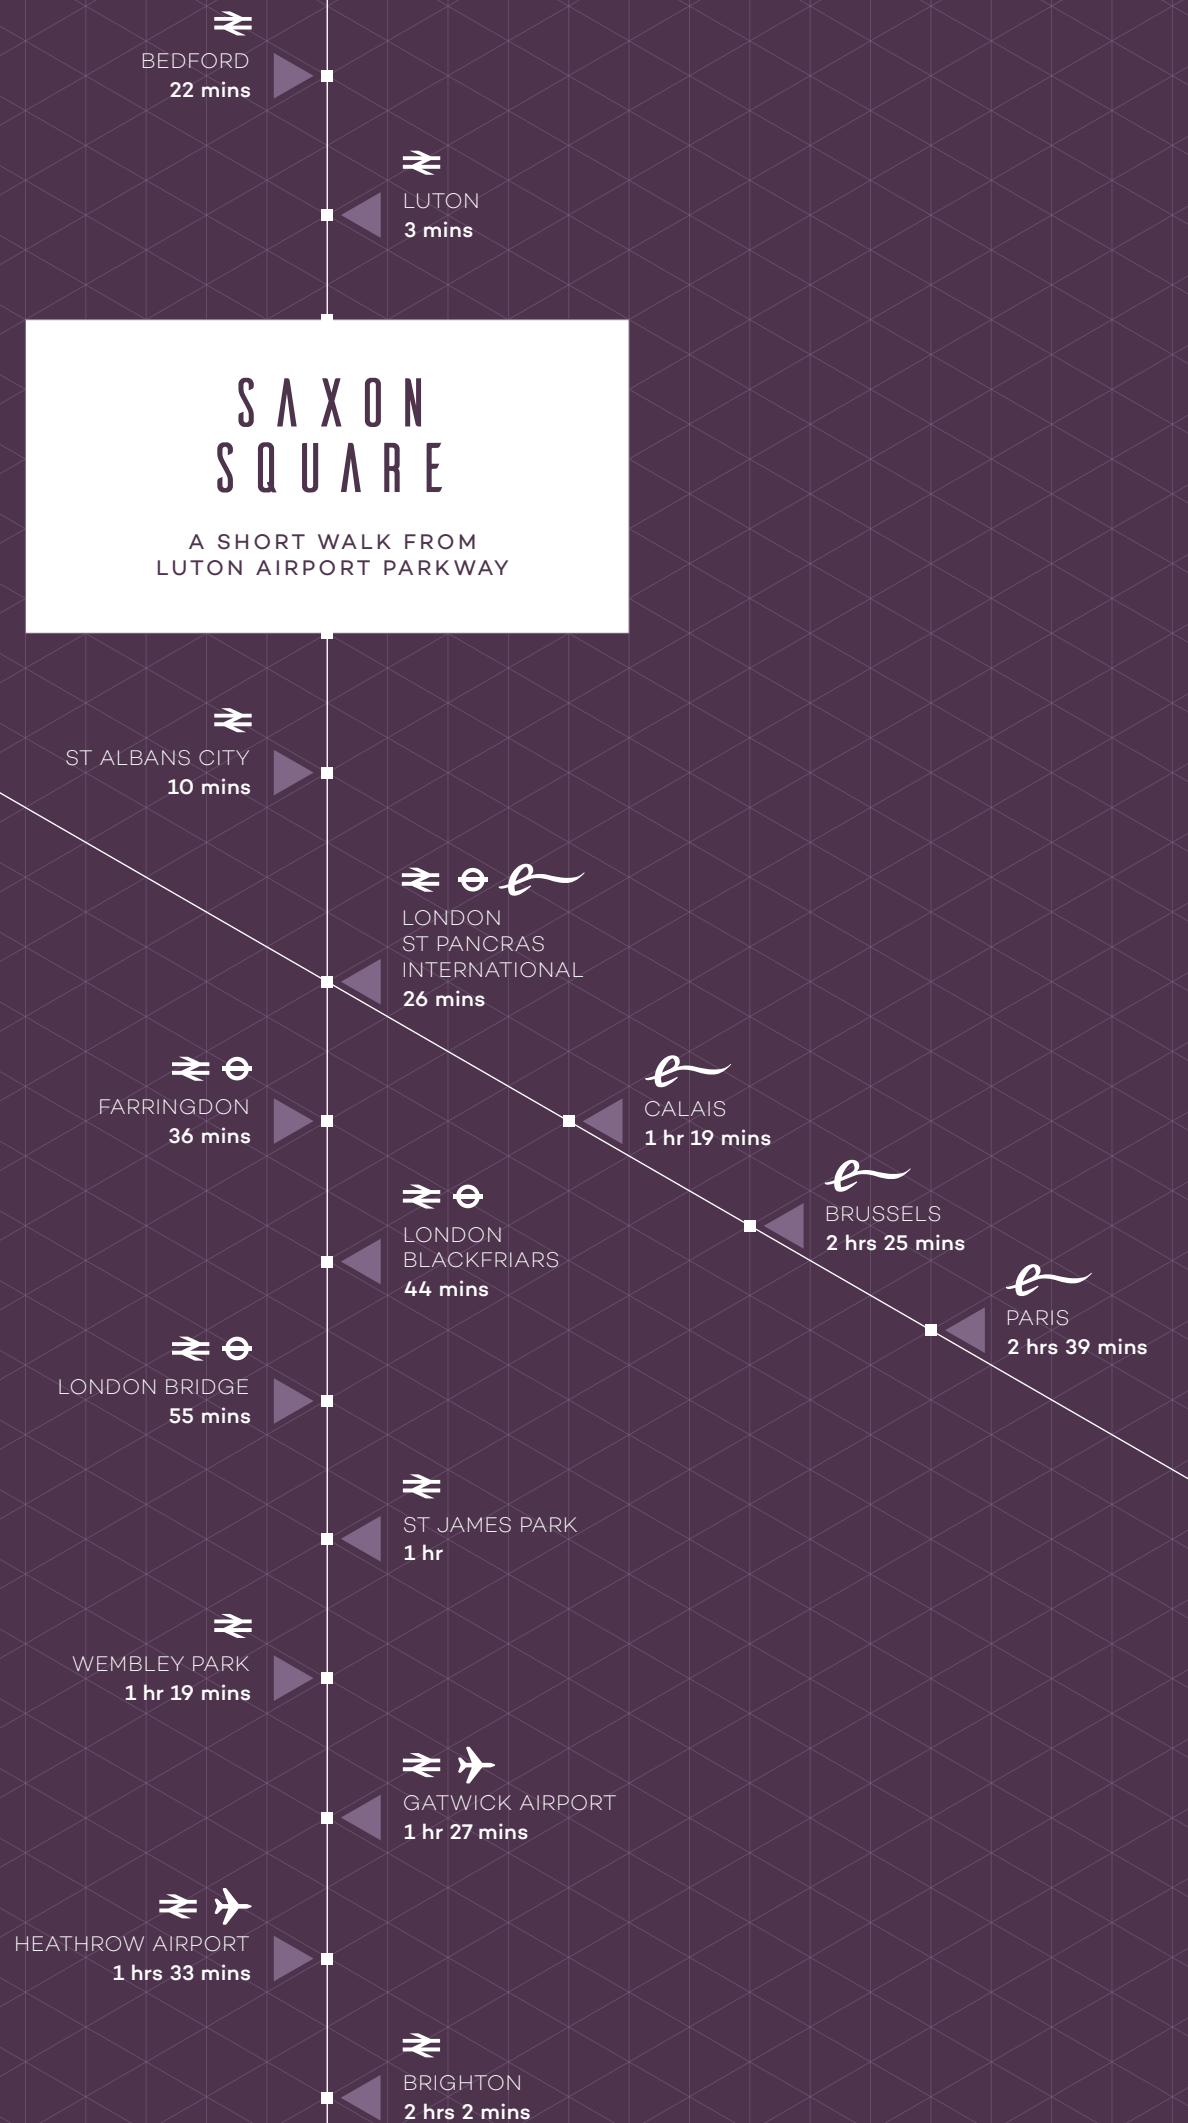 BEDFORD
22 mins
LUTON
3 mins
SAXON
SQUARE
A SHORT WALK FROM
LUTON AIRPORT PARKWAY
ST ALBANS CITY
10 mins
LONDON
ST PANCRAS
INTERNATIONAL
26 mins
FARRINGDON
36 mins
CALAIS
1 hr 19 mins
BRUSSELS
2 hrs 25 mins
LONDON
BLACKFRIARS
44 mins
PARIS
2 hrs 39 mins
LONDON BRIDGE
55 mins
ST JAMES PARK
1 hr
WEMBLEY PARK
1 hr 19 mins
GATWICK AIRPORT
1 hr 27 mins
HEATHROW AIRPORT
1 hrs 33 mins
BRIGHTON
2 hrs 2 mins